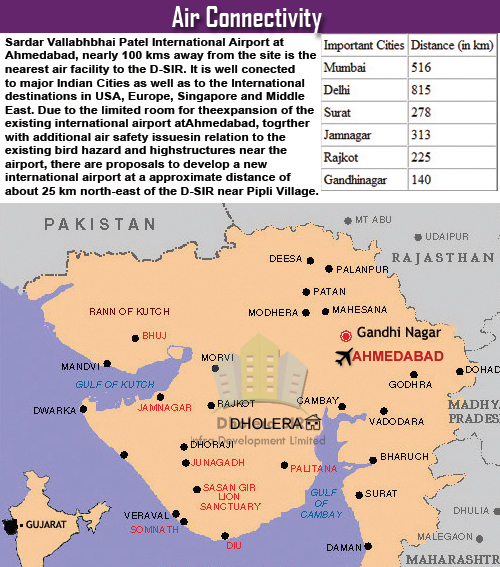 Air Connectivity
Sardar Vallabhbhai Patel International Airport at
Ahmedabad, nearly 100 kms away from the site is the
nearest air facility to the D-SIR. It is well conected
to major Indian Cities as well as to the International
destinations in USA, Europe, Singapore and Middle
East. Due to the limited room for theexpansion of the
existing international airport atAhmedabad, togrther
with additional air safety issuesin relation to the
existing bird hazard and highstructures near the
airport, there are proposals to develop a new
international airport at a approximate distance of
about 25 km north-east of the D-SIR near Pipli Village.
Important Cities Distance (in km)
Mumbai 516
Delhi 815
Surat 278
Jamnagar 313
Rajkot 225
Gandhinagar 140
PAKISTAN
MT ABU
UDAIPUR
RAJASTHAN
DEESA
PALANPUR
PATAN
RANN OF KUTCH
MODHERA
MAHESANA
BHUJ
Gandhi Nagar
MORVI
AHMEDABAD
MANDVI
GULF OF KUTCH
GODHRA
DOHAD
DWARKA
JAMNAGAR
RAJKOT
CAMBAY
MADHYA
PRADESH
VADODARA
DHOLERA
Infra Development Limited
DHORAJI
JUNAGADH
PALITANA
BHARUCH
SASAN GIR
LION
SANCTUARY
GULF
OF
CAMBAY
SURAT
DHULIA
GUJARAT
VERAVAL
SOMNATH
DIU
DAMAN
MALEGAON
MAHARASHTR